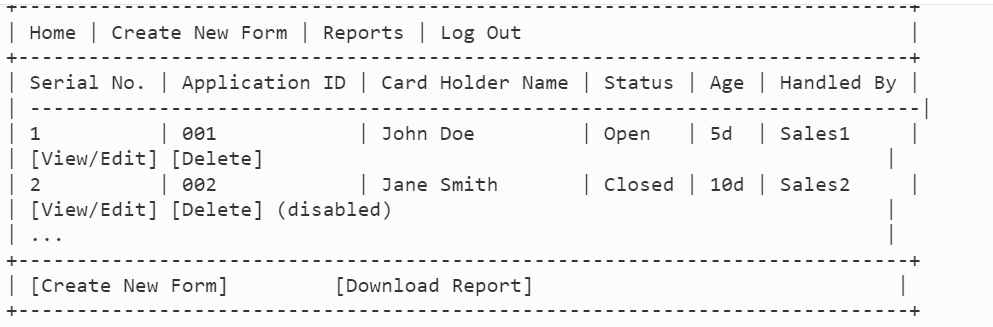 +-----------------------------------------------------------------------------+
| Home | Create New Form | Reports | Log Out                                 |
+-----------------------------------------------------------------------------+
| Serial No. | Application ID | Card Holder Name | Status | Age | Handled By |
| ----------------------------------------------------------------------------|
| 1          | 001            | John Doe         | Open   | 5d  | Sales1     |
| [View/Edit] [Delete]                                                     |
| 2          | 002            | Jane Smith       | Closed | 10d | Sales2     |
| [View/Edit] [Delete] (disabled)                                          |
| ...                                                                      |
+-----------------------------------------------------------------------------+
| [Create New Form]         [Download Report]                               |
+-----------------------------------------------------------------------------+